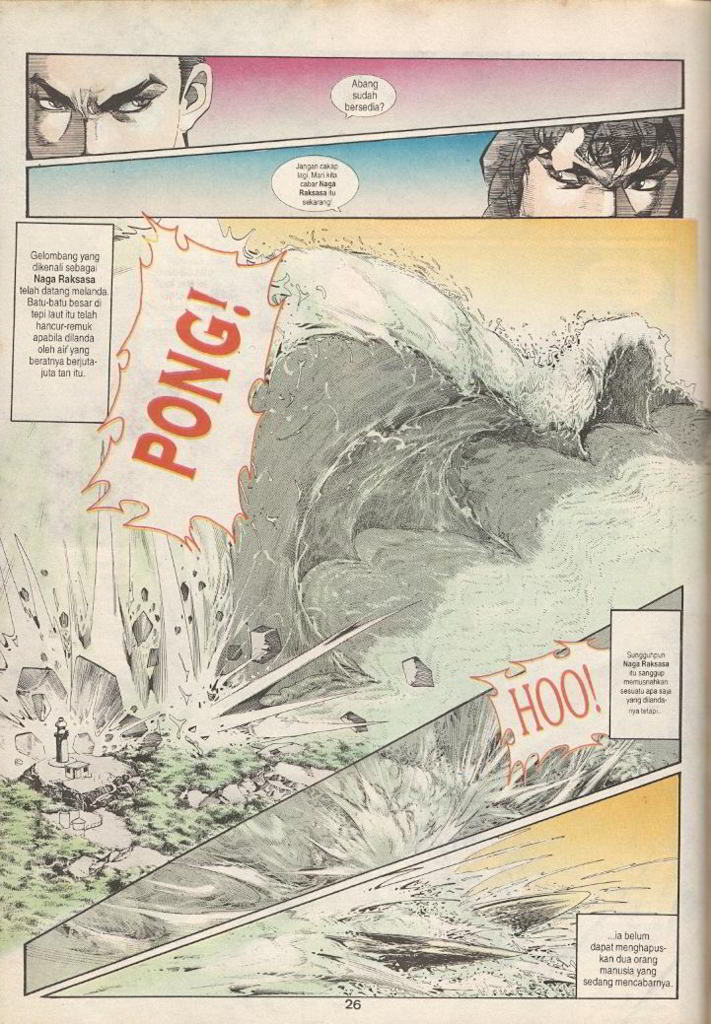 Abang
sudah
bersedia?
Jangan cakap
lagi. Mari kita
cabar Naga
Raksasa itu
sekarang!
Gelombang yang
dikenali sebagai
Naga Raksasa
telah datang melanda.
Batu-batu besar di
tepi laut itu telah
hancur-remuk
apabila dilanda
oleh air yang
beratnya berjuta-
juta tan itu.
PONG!
HOO!
Sungguhpun
Naga Raksasa
itu sanggup
memusnahkan
sesuatu apa saja
yang dilanda-
nya tetapi..
...ia belum
dapat menghapus-
kan dua orang
manusia yang
sedang mencabarnya.
26